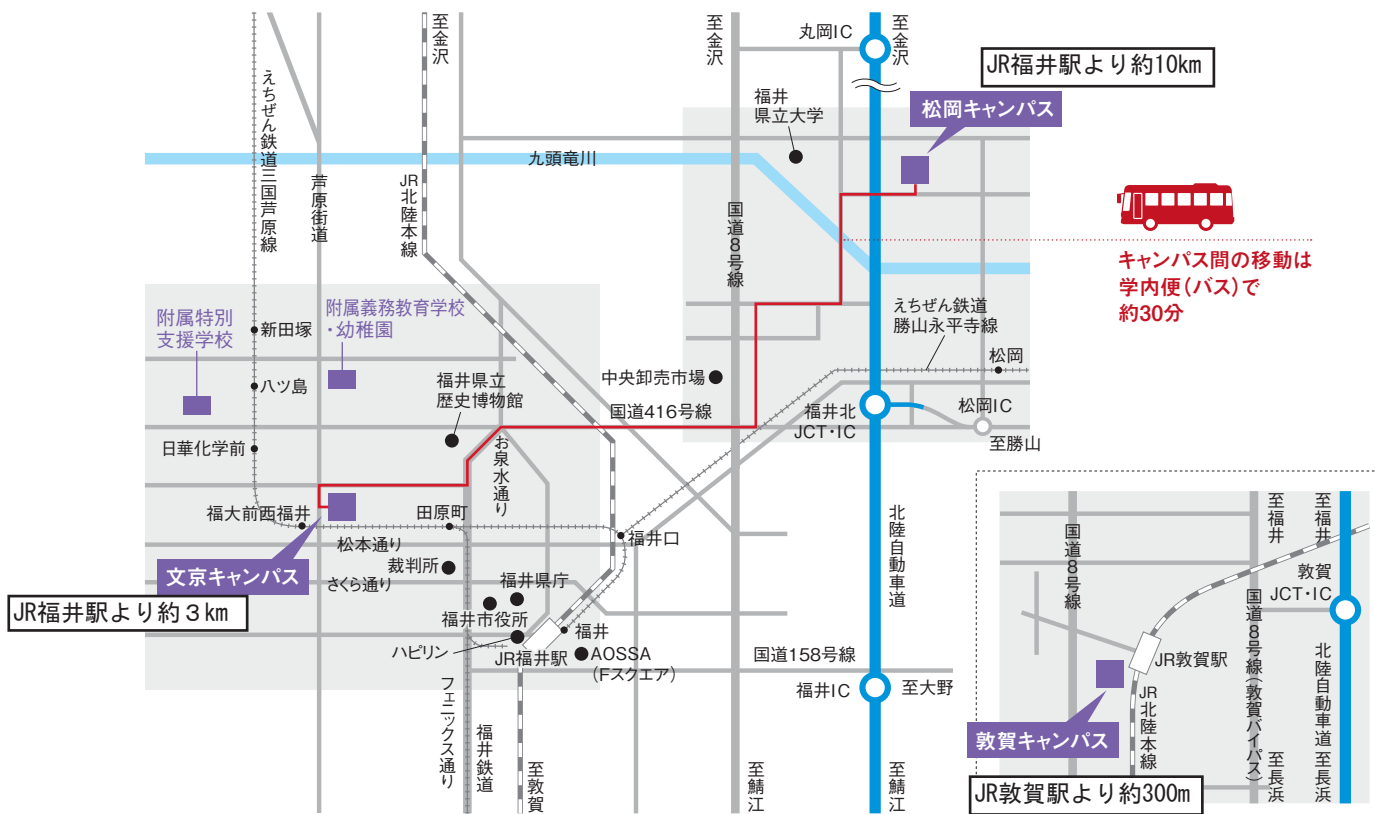 至金沢
至金沢
丸岡IC
至金沢
JR福井駅より約10km
えちぜん鉄道三国芦原線
芦原街道
JR北陸本線
九頭竜川
国道8号線
福井
県立大学
松岡キャンパス
キャンパス間の移動は
学内便(バス)で
約30分
附属特別
支援学校
新田塚
附属義務教育学校
・幼稚園
八ツ島
福井県立
歴史博物館
日華化学前
お泉水通り
中央卸売市場
国道416号線
えちぜん鉄道
勝山永平寺線
松岡
福井北
JCT・IC
松岡IC
至勝山
福大前西福井
田原町
松本通り
裁判所
さくら通り
文京キャンパス
JR福井駅より約3km
福井県庁
福井市役所
ハピリン
福井口
福井
JR福井駅
AOSSA
(Fスクエア)
北陸自動車道
国道158号線
福井IC
至大野
フェニックス通り
福井鉄道
至敦賀
至鯖江
至鯖江
国道8号線
至福井
至福井
敦賀
JCT・IC
国道8号線(敦賀バイパス)
北陸自動車道
JR敦賀駅
JR北陸本線
敦賀キャンパス
至長浜
至長浜
JR敦賀駅より約300m